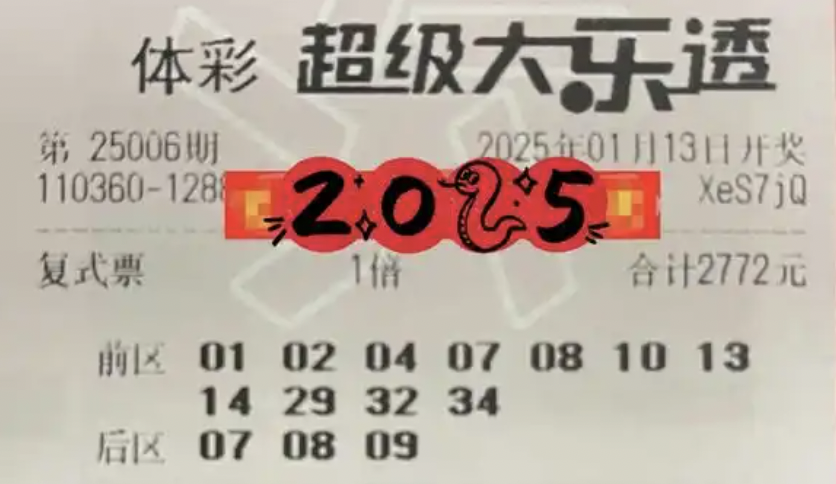 体彩 超级大乐透
第 25006期 2025年01月13日开奖
110360-128 XeS7jQ
2025
复式票 1倍 合计2772元
前区 01 02 04 07 08 10 13
14 29 32 34
后区 07 08 09